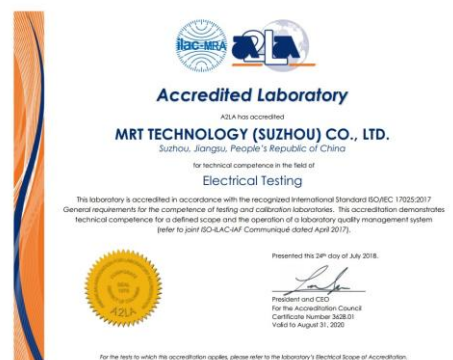 ilac-MRA
A2LA
Accredited Laboratory
A2LA has accredited
MRT TECHNOLOGY (SUZHOU) CO., LTD.
Suzhou, Jiangsu, People's Republic of China
for technical competence in the field of
Electrical Testing
This laboratory is accredited in accordance with the recognized International Standard ISO/IEC 17025:2017
General requirements for the competence of testing and calibration laboratories. This accreditation demonstrates
technical competence for a defined scope and the operation of a laboratory quality management system
(refer to joint ISO-ILAC-IAF Communiqué dated April 2017).
Presented this 24th day of July 2018.
President and CEO
For the Accreditation Council
Certificate Number 3628.01
Valid to August 31, 2020
SEAL
1978
A2LA
For the tests to which this accreditation applies, please refer to the laboratory's Electrical Scope of Accreditation.